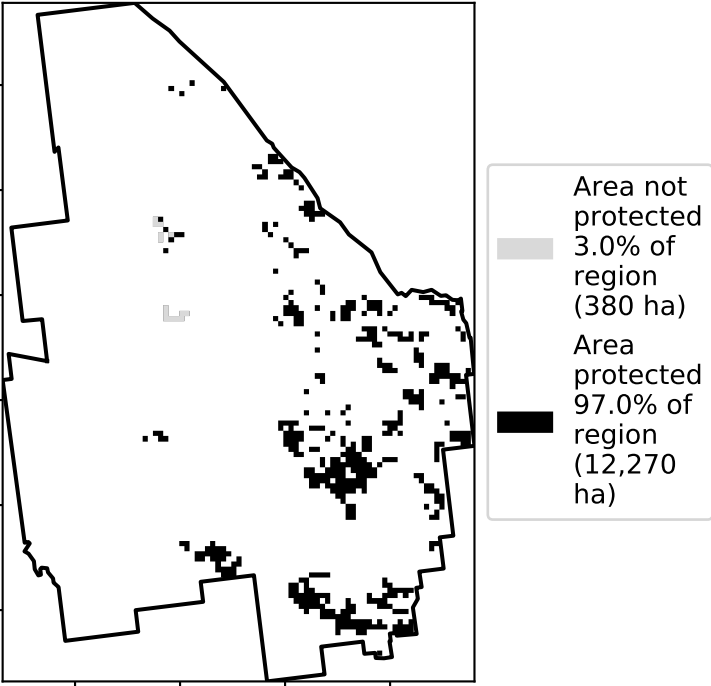 Area not
protected
3.0% of
region
(380 ha)
Area
protected
97.0% of
region
(12,270
ha)